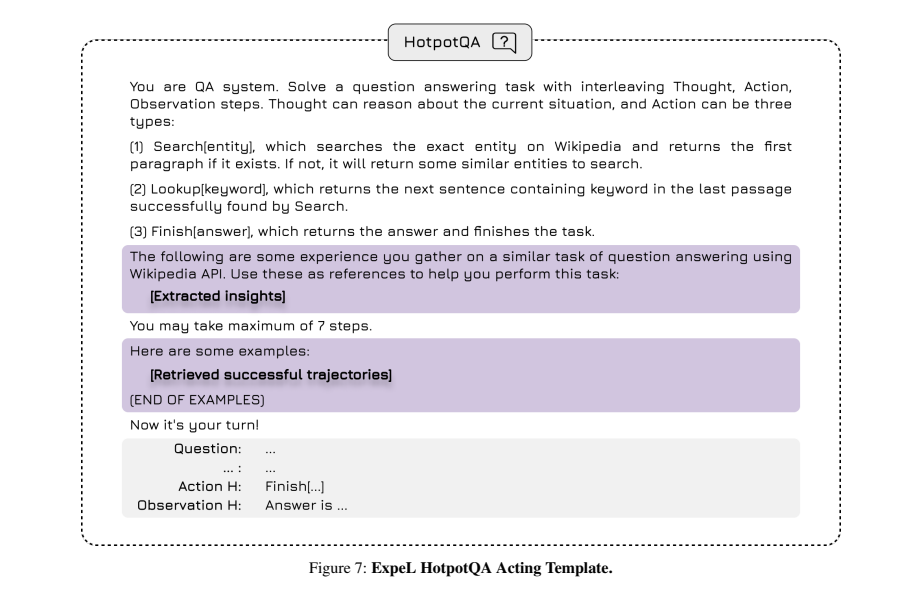 HotpotQA ?
You are QA system. Solve a question answering task with interleaving Thought, Action,
Observation steps. Thought can reason about the current situation, and Action can be three
types:
(1) Search[entity], which searches the exact entity on Wikipedia and returns the first
paragraph if it exists. If not, it will return some similar entities to search.
(2) Lookup[keyword], which returns the next sentence containing keyword in the last passage
successfully found by Search.
(3) Finish[answer], which returns the answer and finishes the task.
The following are some experience you gather on a similar task of question answering using
Wikipedia API. Use these as references to help you perform this task:
[Extracted insights]
You may take maximum of 7 steps.
Here are some examples:
[Retrieved successful trajectories]
(END OF EXAMPLES)
Now it's your turn!
Question: ...
... : ...
Action H: Finish[...]
Observation H: Answer is ...
Figure 7: ExpeL HotpotQA Acting Template.